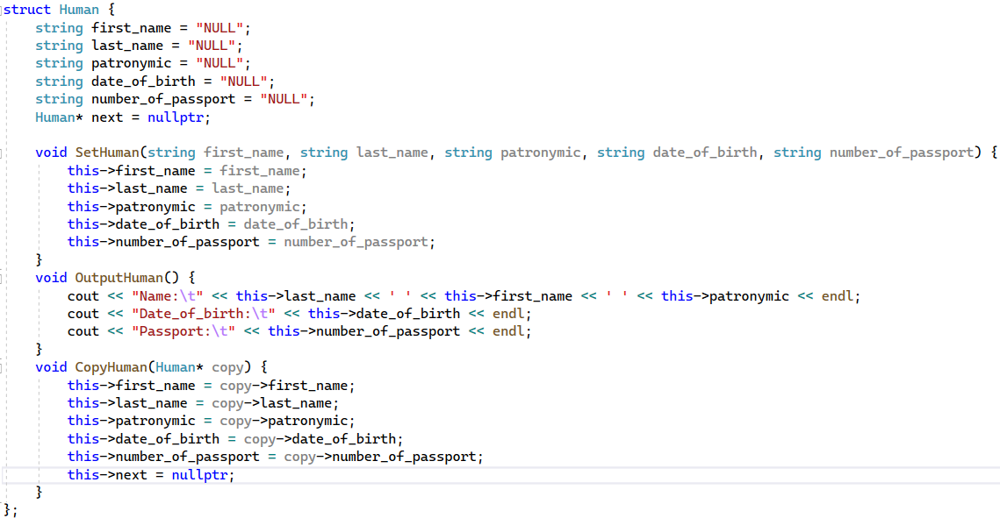 struct Human {
    string first_name = "NULL";
    string last_name = "NULL";
    string patronymic = "NULL";
    string date_of_birth = "NULL";
    string number_of_passport = "NULL";
    Human* next = nullptr;

    void SetHuman(string first_name, string last_name, string patronymic, string date_of_birth, string number_of_passport) {
        this->first_name = first_name;
        this->last_name = last_name;
        this->patronymic = patronymic;
        this->date_of_birth = date_of_birth;
        this->number_of_passport = number_of_passport;
    }
    void OutputHuman() {
        cout << "Name:\t" << this->last_name << ' ' << this->first_name << ' ' << this->patronymic << endl;
        cout << "Date_of_birth:\t" << this->date_of_birth << endl;
        cout << "Passport:\t" << this->number_of_passport << endl;
    }
    void CopyHuman(Human* copy) {
        this->first_name = copy->first_name;
        this->last_name = copy->last_name;
        this->patronymic = copy->patronymic;
        this->date_of_birth = copy->date_of_birth;
        this->number_of_passport = copy->number_of_passport;
        this->next = nullptr;
    }
};